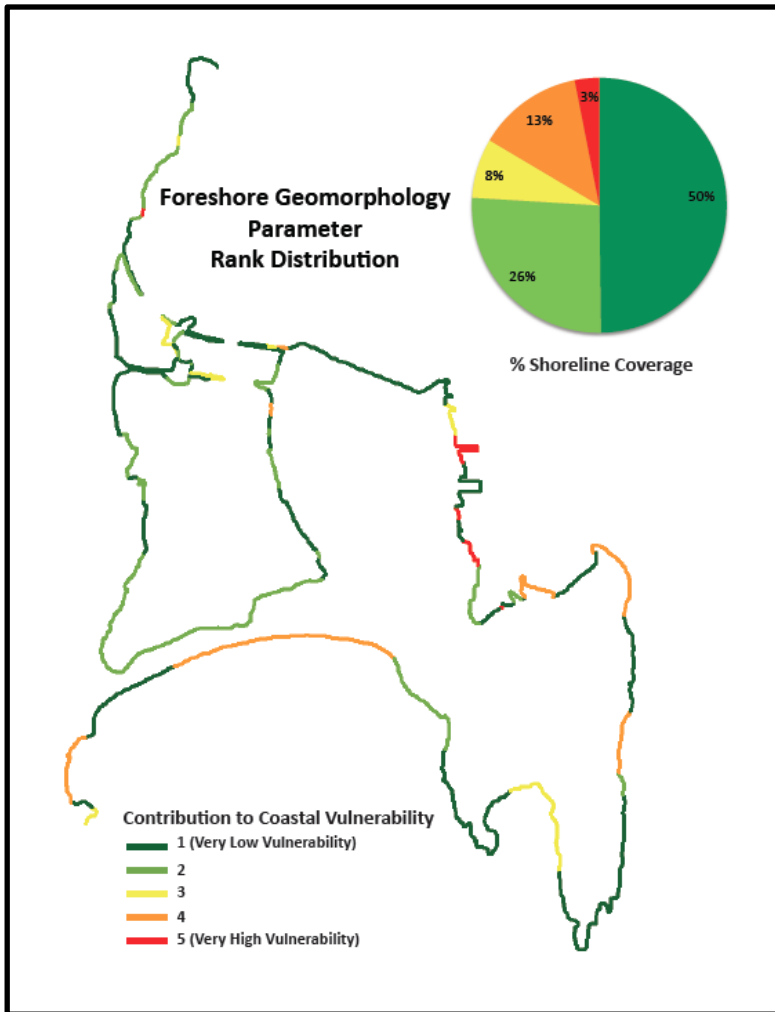 Foreshore Geomorphology
Parameter
Rank Distribution
3%
13%
8%
50%
26%
% Shoreline Coverage
Contribution to Coastal Vulnerability
1 (Very Low Vulnerability)
2
3
4
5 (Very High Vulnerability)